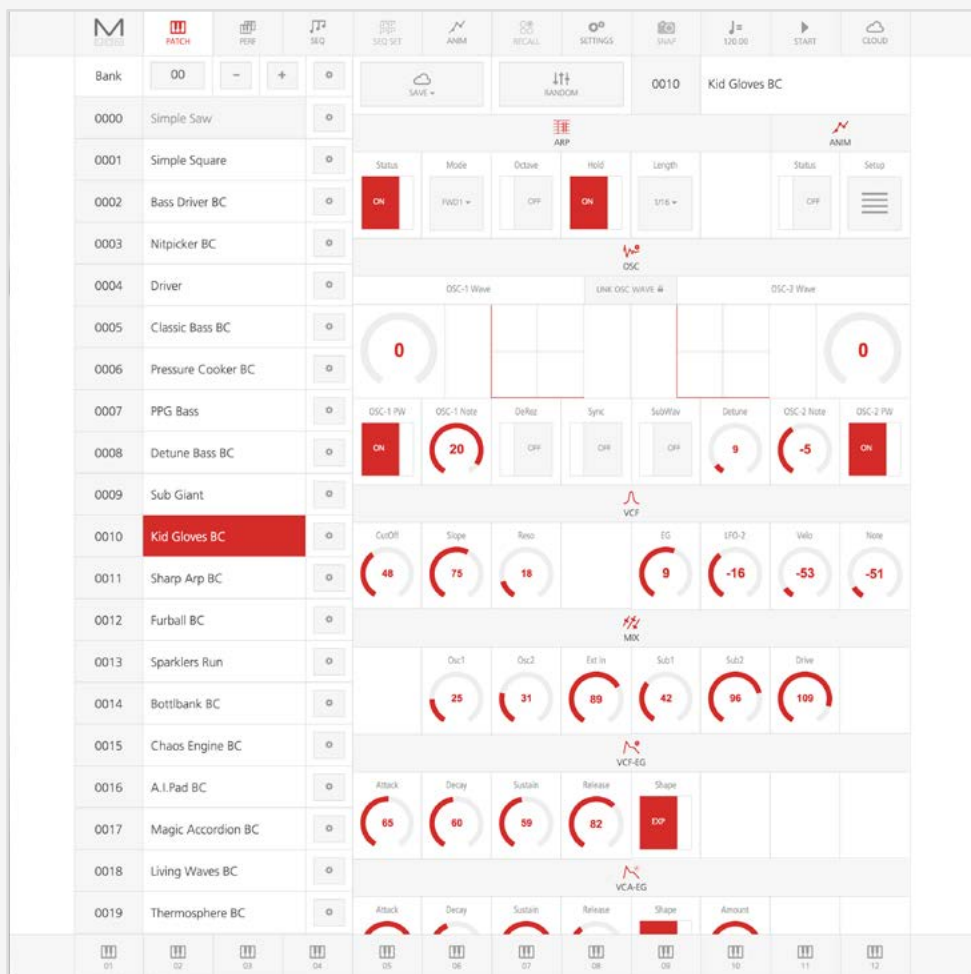 M
PATCH PERF SEQ SEQ SET ANIM RECALL SETTINGS SNAP 120.00 START CLOUD
Bank 00 - + SAVE RANDOM 0010 Kid Gloves BC
0000 Simple Saw
ARP ANIM
0001 Simple Square
Status Mode Octave Hold Length Status Setup
0002 Bass Driver BC
ON FWD1 OFF ON 1/16 OFF
0003 Nitpicker BC
OSC
0004 Driver
OSC-1 Wave LINK OSC WAVE OSC-2 Wave
0005 Classic Bass BC
0 0
0006 Pressure Cooker BC
0007 PPG Bass
OSC-1 PW OSC-1 Note DeRez Sync SubWav Detune OSC-2 Note OSC-2 PW
0008 Detune Bass BC
ON 20 OFF OFF OFF 9 -5 ON
0009 Sub Giant
VCF
0010 Kid Gloves BC
CutOff Slope Reso EG LFO-2 Velo Note
0011 Sharp Arp BC
48 75 18 9 -16 -53 -51
0012 Furball BC
MIX
0013 Sparklers Run
Osc1 Osc2 Ext In Sub1 Sub2 Drive
0014 Bottlbank BC
25 31 89 42 96 109
0015 Chaos Engine BC
VCF-EG
0016 A.I.Pad BC
Attack Decay Sustain Release Shape
0017 Magic Accordion BC
65 60 59 82 EXP
0018 Living Waves BC
VCA-EG
0019 Thermosphere BC
Attack Decay Sustain Release Shape Amount
01 02 03 04 05 06 07 08 09 10 11 12